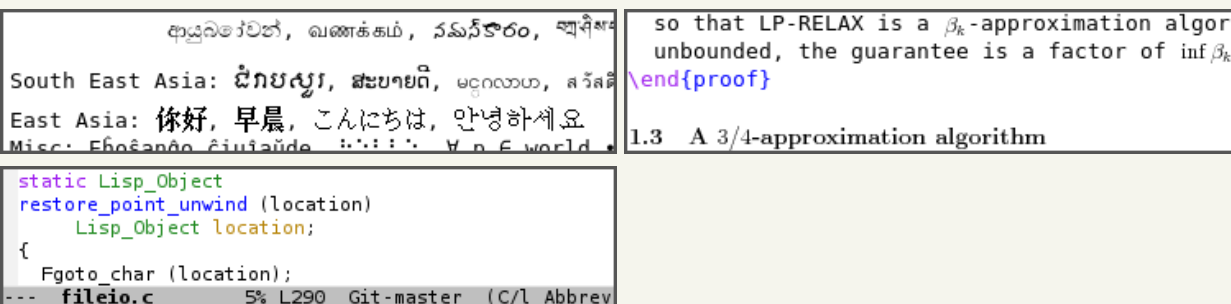 ආයුබෝවන්, வணக்கம், నమస్కారం,
South East Asia: ជំរាបសួរ, ສະບາຍດີ, မင်္ဂလာပါ, สวัสดี
East Asia: 你好, 早晨, こんにちは, 안녕하세요
Misc: Eĥoŝanĝo ĉiuĵaŭde, ∀ p ∈ world •
so that LP-RELAX is a βk-approximation algor
unbounded, the guarantee is a factor of inf βk
\end{proof}
1.3 A 3/4-approximation algorithm
static Lisp_Object
restore_point_unwind (location)
Lisp_Object location;
{
Fgoto_char (location);
--- fileio.c 5% L290 Git-master (C/l Abbrev